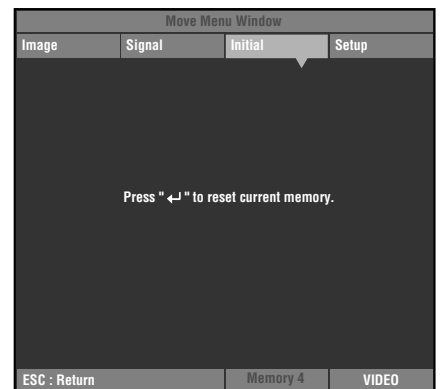 Move Menu Window
Image Signal Initial Setup
Press " ↵ " to reset current memory.
ESC : Return Memory 4 VIDEO